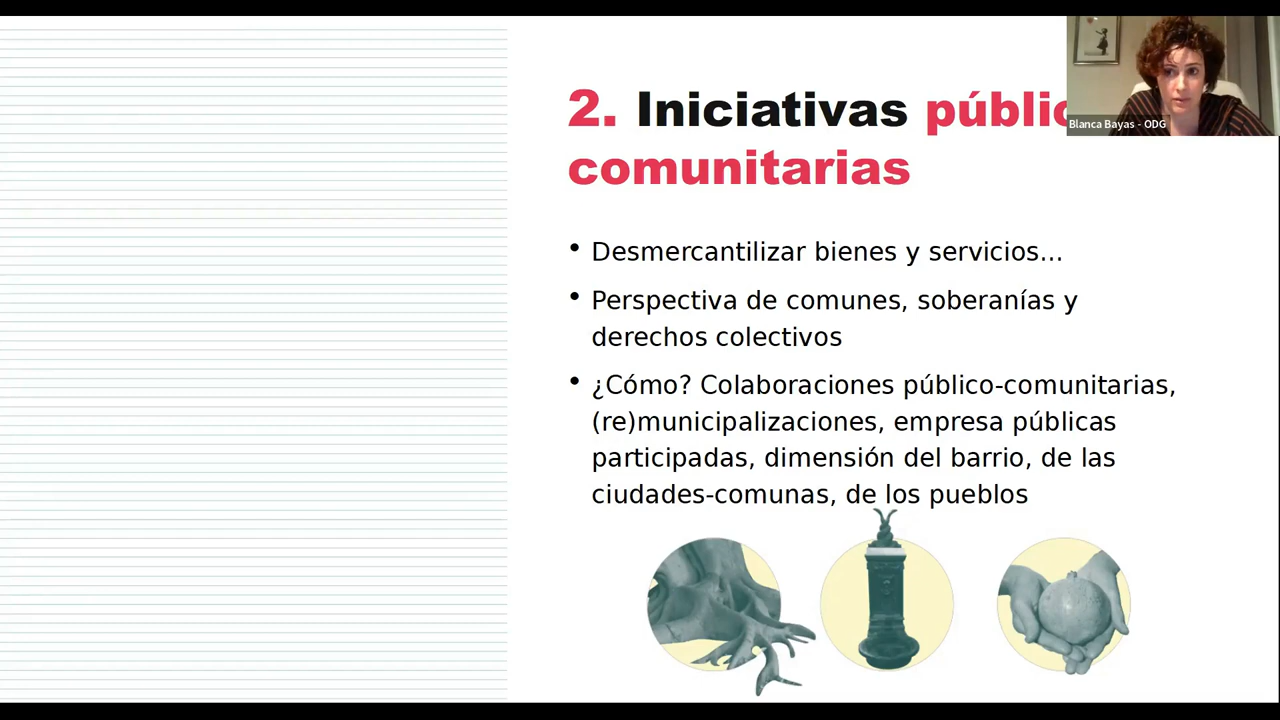 2. Iniciativas
comunitarias
Blanca Bayas - ODG
• Desmercantilizar bienes y servicios...
• Perspectiva de comunes, soberanías y
derechos colectivos
• ¿Cómo? Colaboraciones público-comunitarias,
(re)municipalizaciones, empresa públicas
participadas, dimensión del barrio, de las
ciudades-comunas, de los pueblos